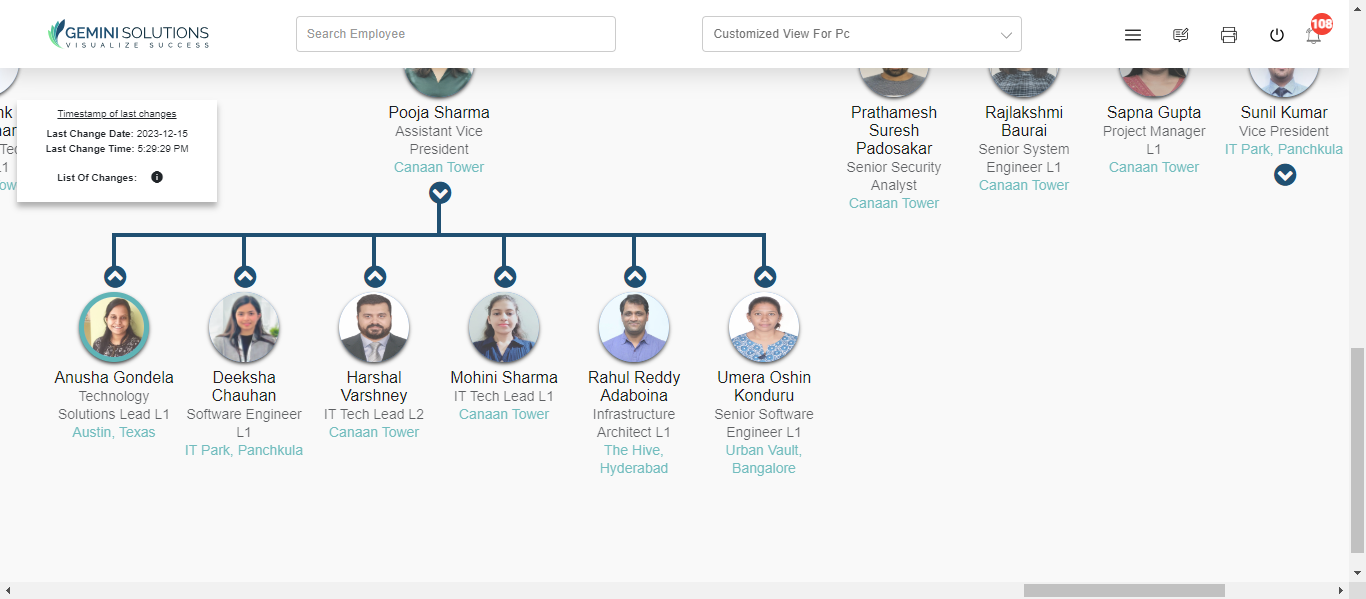 GEMINI SOLUTIONS
VISUALIZE SUCCESS
Search Employee
Customized View For Pc
108
Timestamp of last changes
Last Change Date: 2023-12-15
Last Change Time: 5:29:29 PM
List Of Changes:
Pooja Sharma
Assistant Vice
President
Canaan Tower
Prathamesh
Suresh
Padosakar
Senior Security
Analyst
Canaan Tower
Rajlakshmi
Baurai
Senior System
Engineer L1
Canaan Tower
Sapna Gupta
Project Manager
L1
Canaan Tower
Sunil Kumar
Vice President
IT Park, Panchkula
Anusha Gondela
Technology
Solutions Lead L1
Austin, Texas
Deeksha
Chauhan
Software Engineer
L1
IT Park, Panchkula
Harshal
Varshney
IT Tech Lead L2
Canaan Tower
Mohini Sharma
IT Tech Lead L1
Canaan Tower
Rahul Reddy
Adaboina
Infrastructure
Architect L1
The Hive,
Hyderabad
Umera Oshin
Konduru
Senior Software
Engineer L1
Urban Vault,
Bangalore